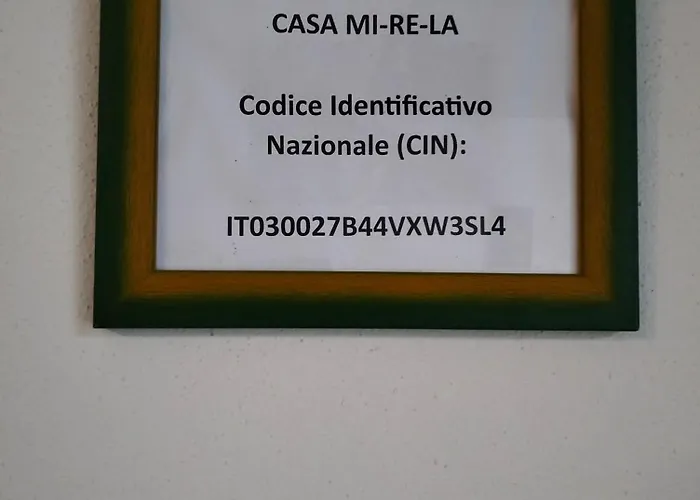 CASA MI-RE-LA
Codice Identificativo
Nazionale (CIN):
IT030027B44VXW3SL4